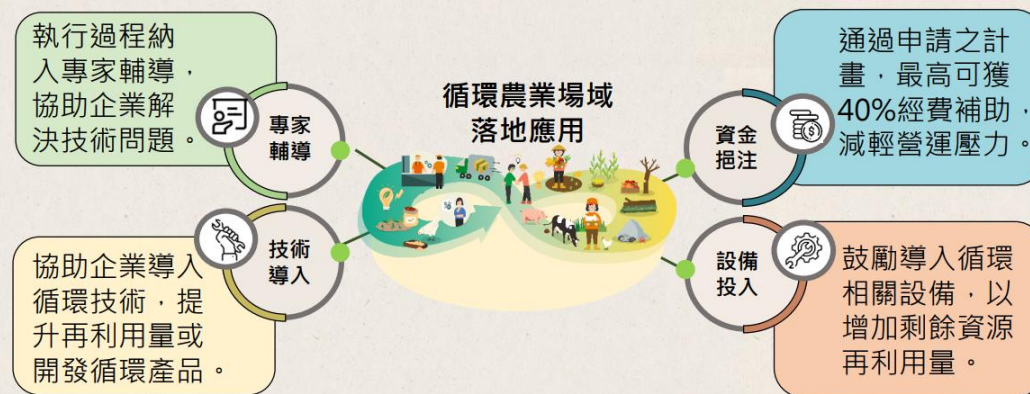 執行過程納
入專家輔導，
協助企業解
決技術問題。
專家
輔導
循環農業場域
落地應用
資金
挹注
通過申請之計
畫，最高可獲
40%經費補助，
減輕營運壓力。
技術
導入
協助企業導入
循環技術，提
升再利用量或
開發循環產品。
設備
投入
鼓勵導入循環
相關設備，以
增加剩餘資源
再利用量。